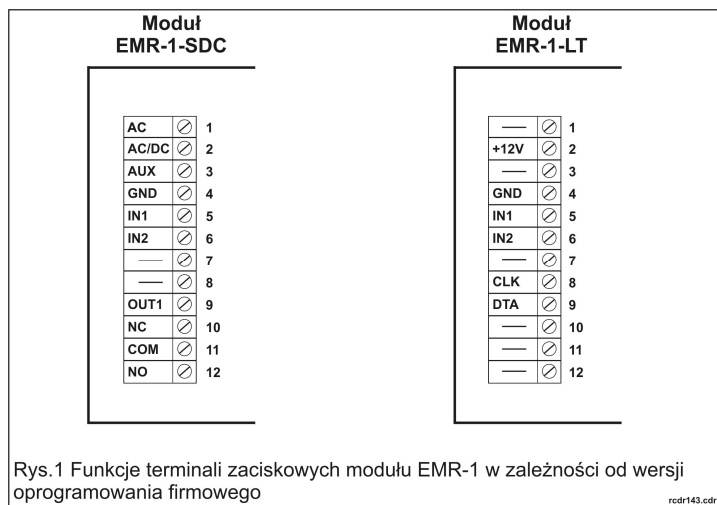 Moduł
EMR-1-SDC
AC 1
AC/DC 2
AUX 3
GND 4
IN1 5
IN2 6
— 7
— 8
OUT1 9
NC 10
COM 11
NO 12
Moduł
EMR-1-LT
— 1
+12V 2
— 3
GND 4
IN1 5
IN2 6
— 7
CLK 8
DTA 9
— 10
— 11
— 12
Rys.1 Funkcje terminali zaciskowych modułu EMR-1 w zależności od wersji
oprogramowania firmowego
rcdr143.cdr